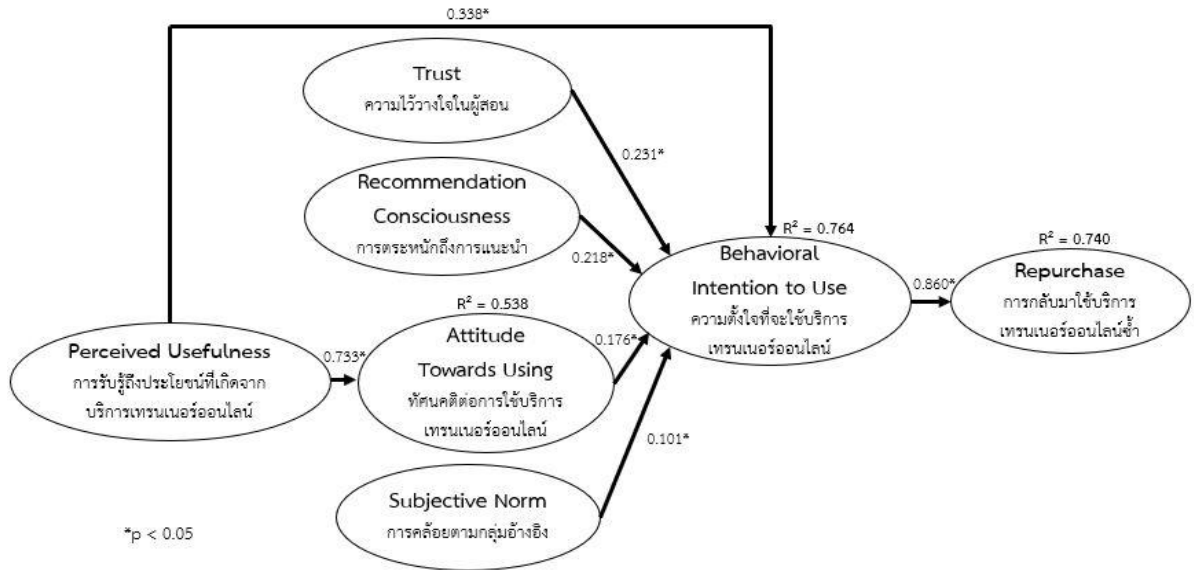 0.338*
Trust
ความไว้วางใจในผู้สอน
0.231*
Recommendation
Consciousness
การตระหนักถึงการแนะนำ
0.218*
R² = 0.764
Behavioral
Intention to Use
ความตั้งใจที่จะใช้บริการ
เทรนเนอร์ออนไลน์
0.860*
R² = 0.740
Repurchase
การกลับมาใช้บริการ
เทรนเนอร์ออนไลน์ซ้ำ
R² = 0.538
Attitude
Towards Using
ทัศนคติต่อการใช้บริการ
เทรนเนอร์ออนไลน์
0.176*
Perceived Usefulness
การรับรู้ถึงประโยชน์ที่เกิดจาก
บริการเทรนเนอร์ออนไลน์
0.733*
0.101*
Subjective Norm
การคล้อยตามกลุ่มอ้างอิง
*p < 0.05